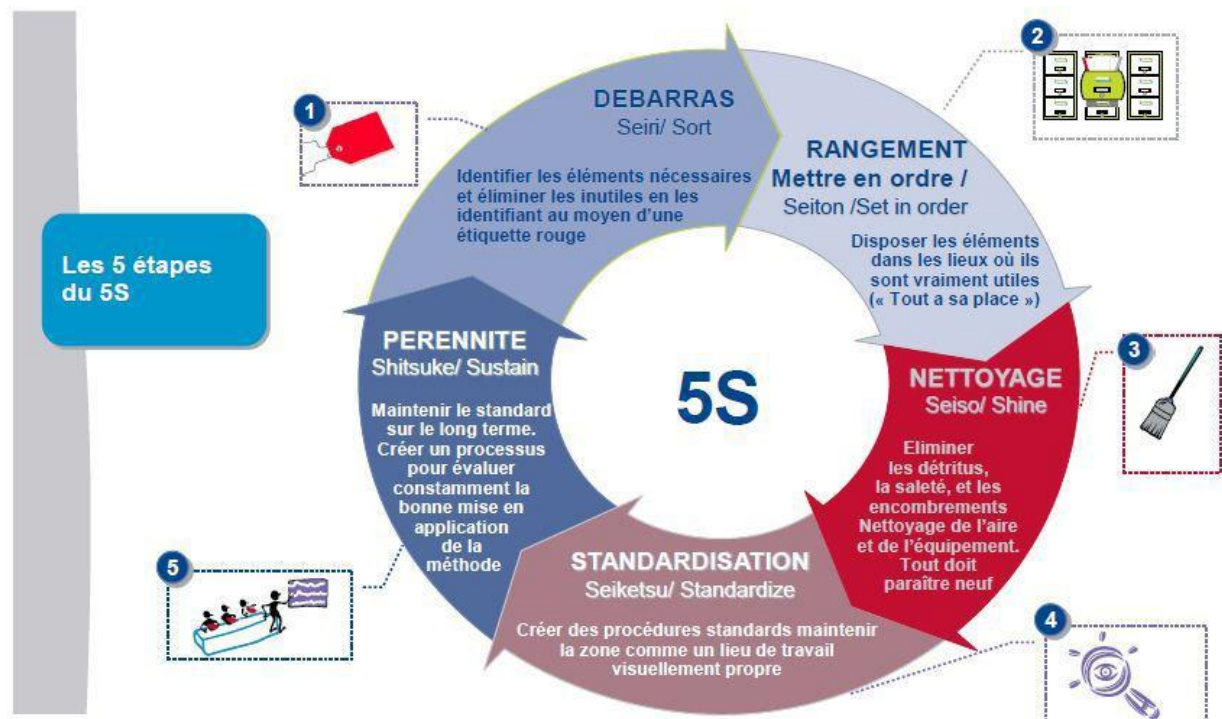 Les 5 étapes
du 5S
1
DEBARRAS
Seiri/ Sort
Identifier les éléments nécessaires
et éliminer les inutiles en les
identifiant au moyen d'une
étiquette rouge
2
RANGEMENT
Mettre en ordre /
Seiton /Set in order
Disposer les éléments
dans les lieux où ils
sont vraiment utiles
(« Tout a sa place »)
3
NETTOYAGE
Seiso/ Shine
Eliminer
les détritus,
la saleté, et les
encombrements
Nettoyage de l'aire
et de l'équipement.
Tout doit
paraître neuf
4
STANDARDISATION
Seiketsu/ Standardize
Créer des procédures standards maintenir
la zone comme un lieu de travail
visuellement propre
5
PERENNITE
Shitsuke/ Sustain
Maintenir le standard
sur le long terme.
Créer un processus
pour évaluer
constamment la
bonne mise en
application
de la
méthode
5S